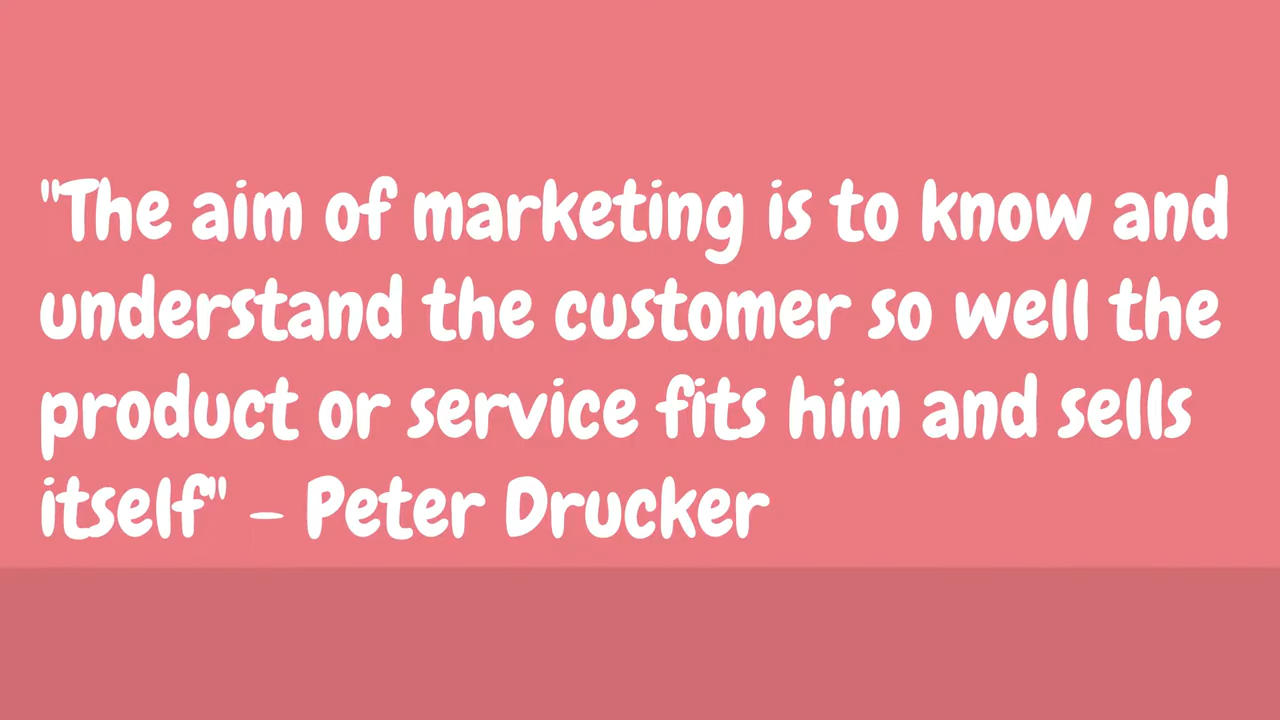 "The aim of marketing is to know and
understand the customer so well the
product or service fits him and sells
itself" – Peter Drucker